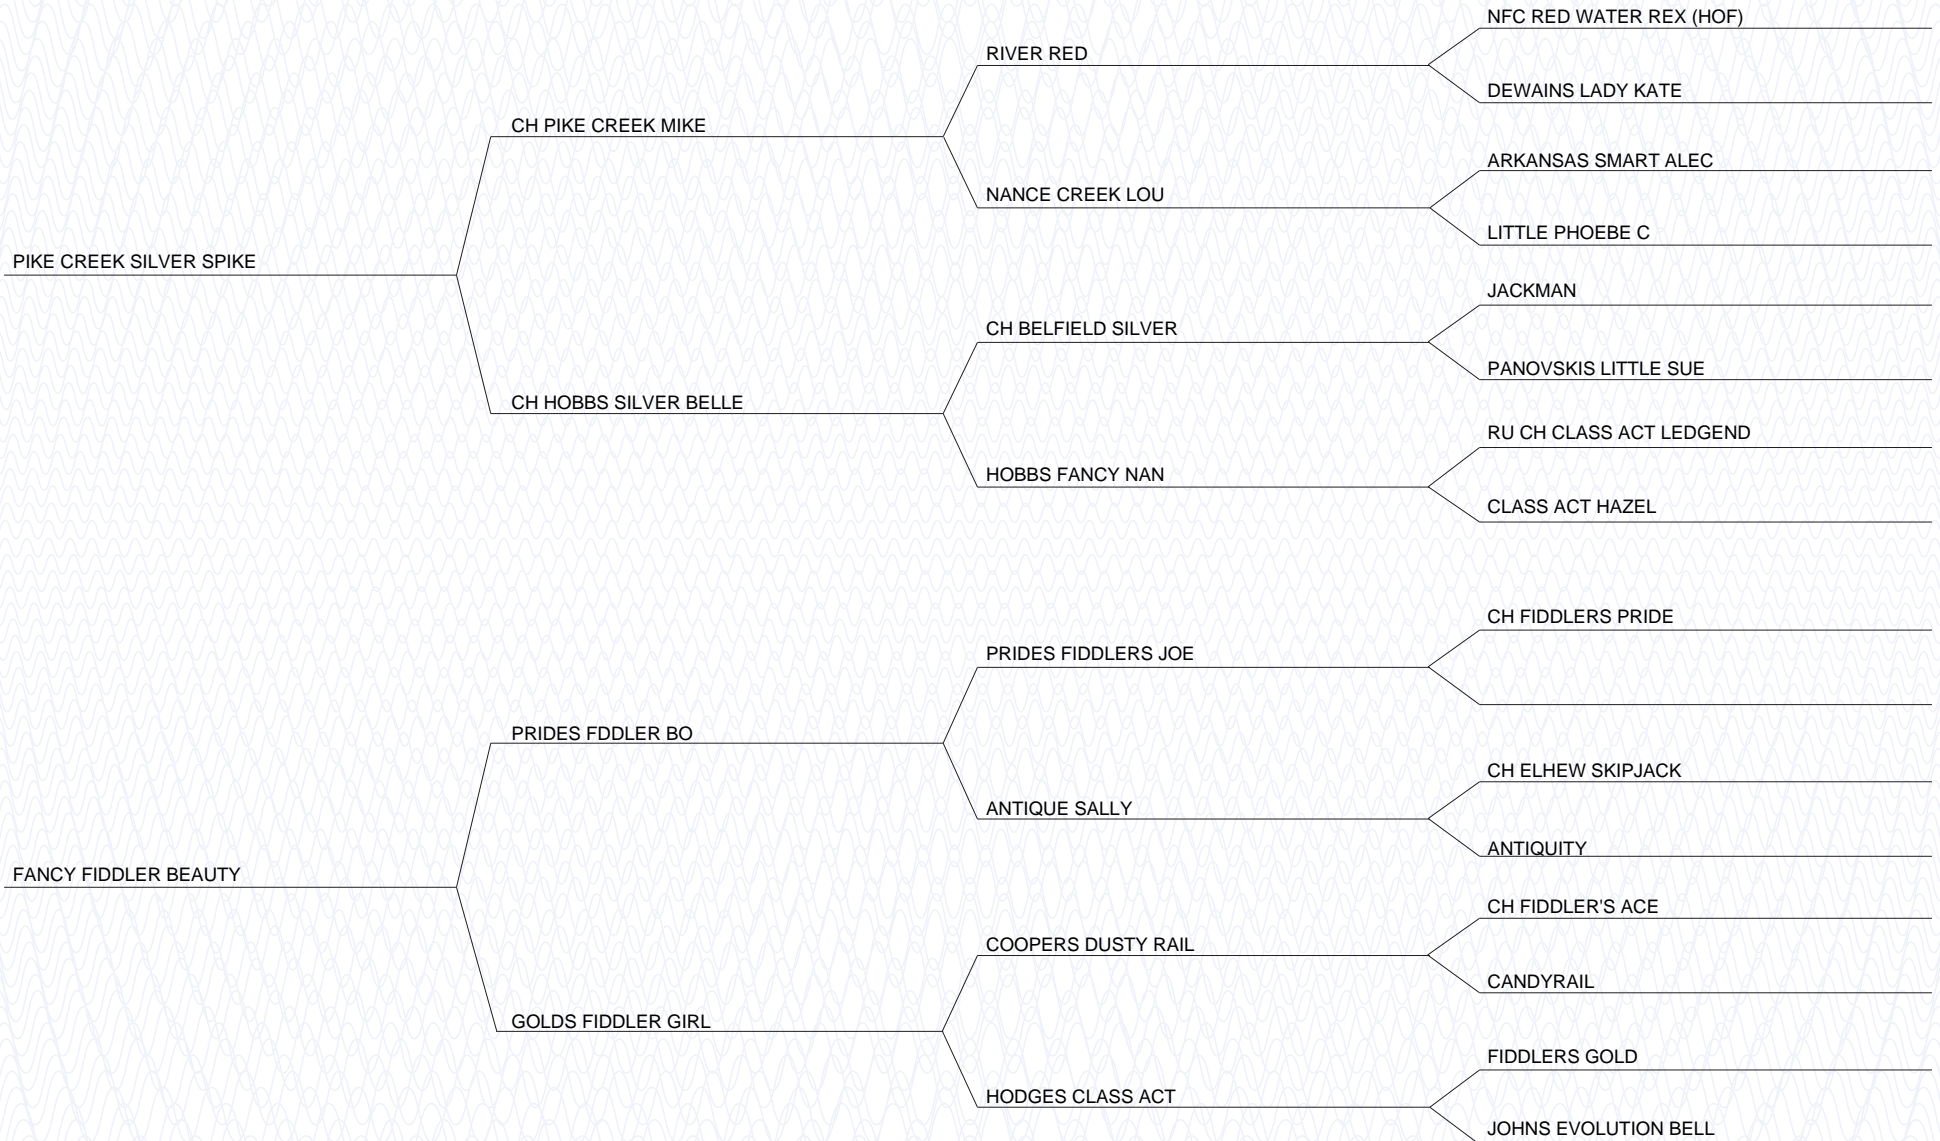 NFC RED WATER REX (HOF)
RIVER RED
DEWAINS LADY KATE
CH PIKE CREEK MIKE
ARKANSAS SMART ALEC
NANCE CREEK LOU
LITTLE PHOEBE C
PIKE CREEK SILVER SPIKE
JACKMAN
CH BELFIELD SILVER
PANOVSKIS LITTLE SUE
CH HOBBS SILVER BELLE
RU CH CLASS ACT LEDGEND
HOBBS FANCY NAN
CLASS ACT HAZEL
CH FIDDLERS PRIDE
PRIDES FIDDLERS JOE
PRIDES FDDLER BO
CH ELHEW SKIPJACK
ANTIQUE SALLY
ANTIQUITY
FANCY FIDDLER BEAUTY
CH FIDDLER'S ACE
COOPERS DUSTY RAIL
CANDYRAIL
GOLDS FIDDLER GIRL
FIDDLERS GOLD
HODGES CLASS ACT
JOHNS EVOLUTION BELL